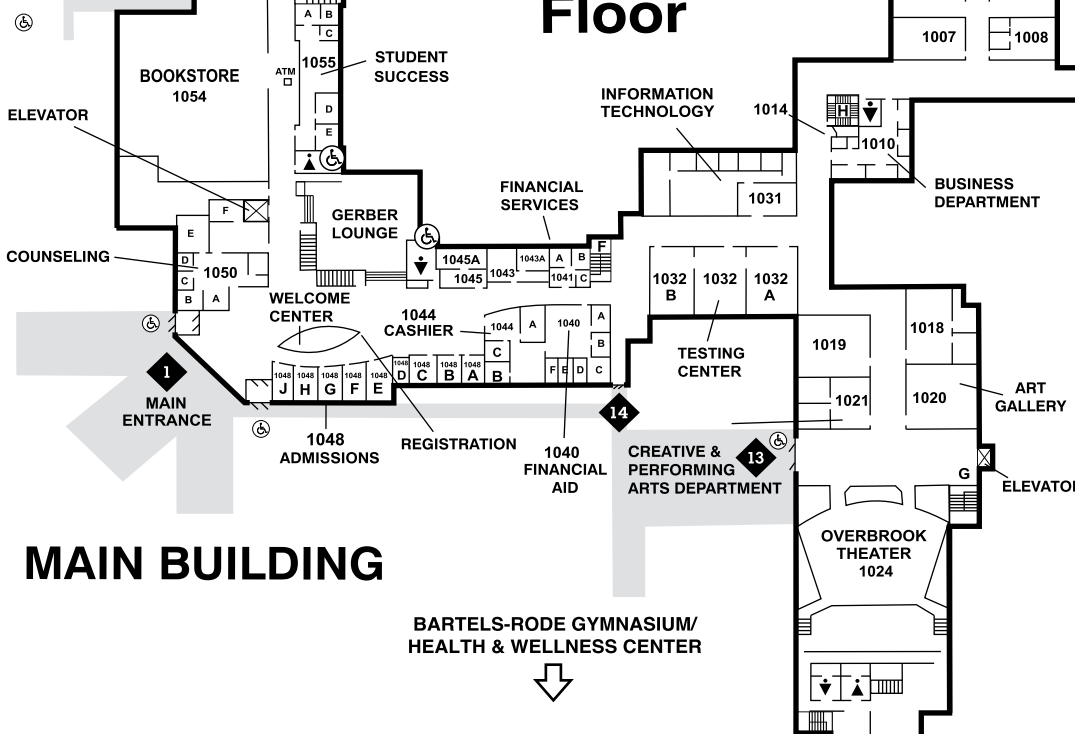 Floor
A
B
C
1055
STUDENT
SUCCESS
1007
1008
BOOKSTORE
1054
ATM
D
E
ELEVATOR
INFORMATION
TECHNOLOGY
1014
H
1010
BUSINESS
DEPARTMENT
1031
FINANCIAL
SERVICES
GERBER
LOUNGE
F
E
D
C
B
A
COUNSELING
1050
1045A
1045
1043
1043A
A
B
1041
C
F
1032
B
1032
1032
A
WELCOME
CENTER
1044
CASHIER
1044
A
C
B
1040
A
B
C
F
E
D
1018
1019
TESTING
CENTER
1048
J
1048
H
1048
G
1048
F
1048
E
1048
D
1048
C
1048
B
1048
A
1
MAIN
ENTRANCE
14
1021
1020
ART
GALLERY
1048
ADMISSIONS
REGISTRATION
1040
FINANCIAL
AID
CREATIVE &
PERFORMING
ARTS DEPARTMENT
13
G
ELEVATO
OVERBROOK
THEATER
1024
MAIN BUILDING
BARTELS-RODE GYMNASIUM/
HEALTH & WELLNESS CENTER